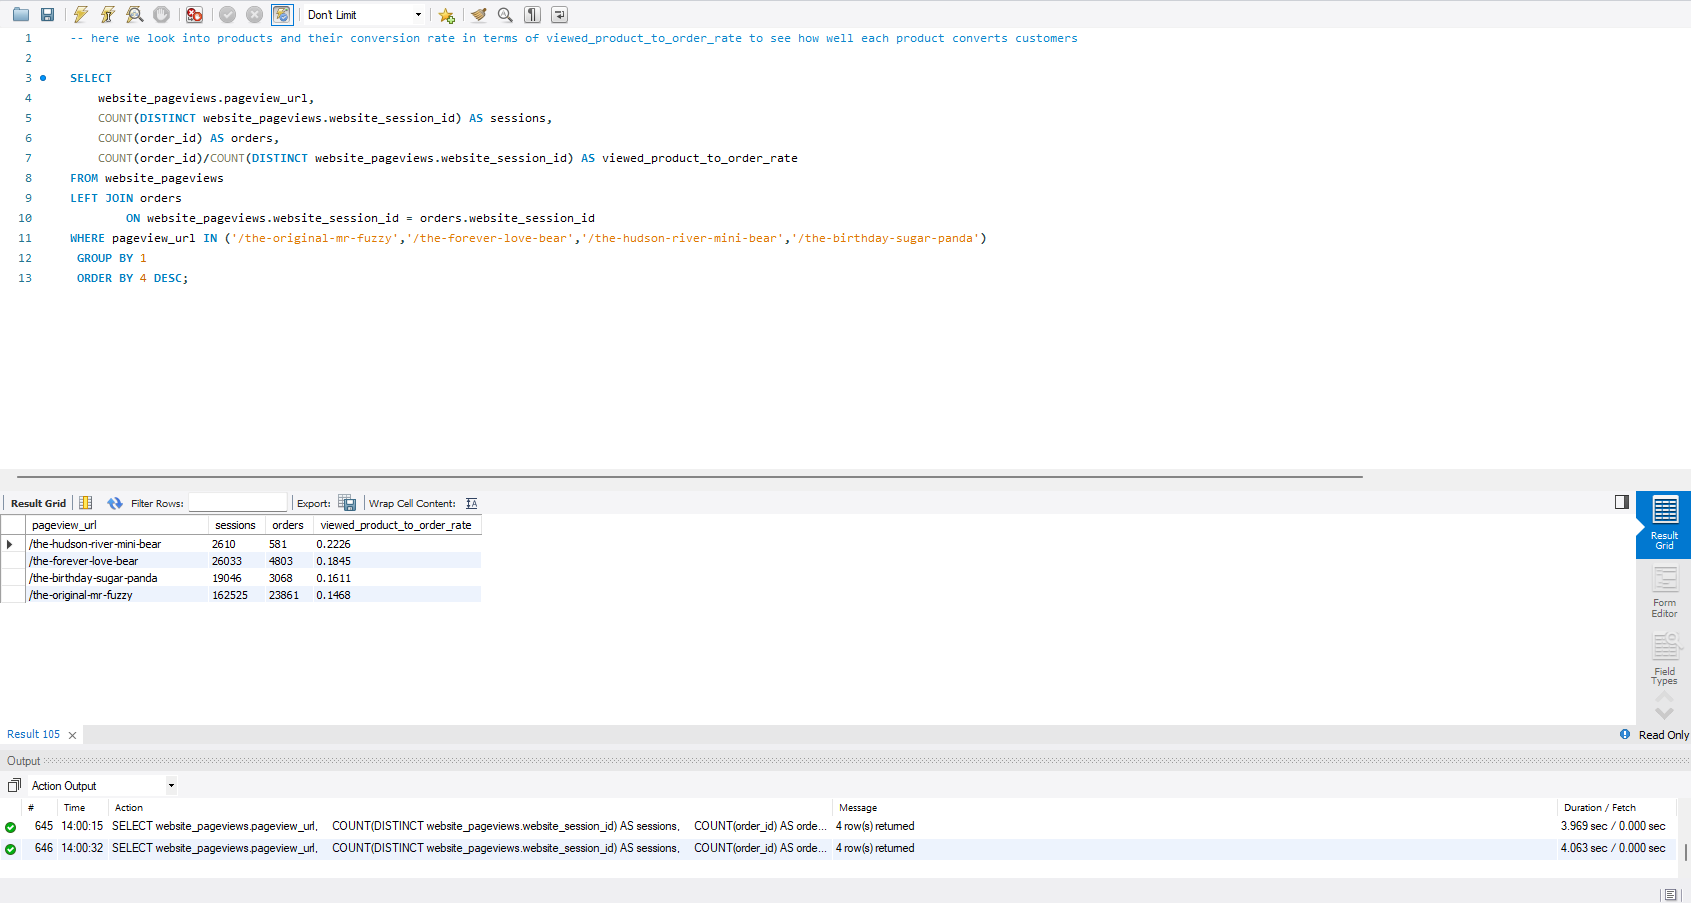 Don't Limit
1 -- here we look into products and their conversion rate in terms of viewed_product_to_order_rate to see how well each product converts customers
2
3 SELECT
4 website_pageviews.pageview_url,
5 COUNT(DISTINCT website_pageviews.website_session_id) AS sessions,
6 COUNT(order_id) AS orders,
7 COUNT(order_id)/COUNT(DISTINCT website_pageviews.website_session_id) AS viewed_product_to_order_rate
8 FROM website_pageviews
9 LEFT JOIN orders
10 ON website_pageviews.website_session_id = orders.website_session_id
11 WHERE pageview_url IN ('/the-original-mr-fuzzy','/the-forever-love-bear','/the-hudson-river-mini-bear','/the-birthday-sugar-panda')
12 GROUP BY 1
13 ORDER BY 4 DESC;
Result Grid Filter Rows: Export: Wrap Cell Content:
pageview_url sessions orders viewed_product_to_order_rate
/the-hudson-river-mini-bear 2610 581 0.2226
/the-forever-love-bear 26033 4803 0.1845
/the-birthday-sugar-panda 19046 3068 0.1611
/the-original-mr-fuzzy 162525 23861 0.1468
Result
Grid
Form
Editor
Field
Types
Result 105 Read Only
Output
Action Output
# Time Action Message Duration / Fetch
645 14:00:15 SELECT website_pageviews.pageview_url, COUNT(DISTINCT website_pageviews.website_session_id) AS sessions, COUNT(order_id) AS orde... 4 row(s) returned 3.969 sec / 0.000 sec
646 14:00:32 SELECT website_pageviews.pageview_url, COUNT(DISTINCT website_pageviews.website_session_id) AS sessions, COUNT(order_id) AS orde... 4 row(s) returned 4.063 sec / 0.000 sec